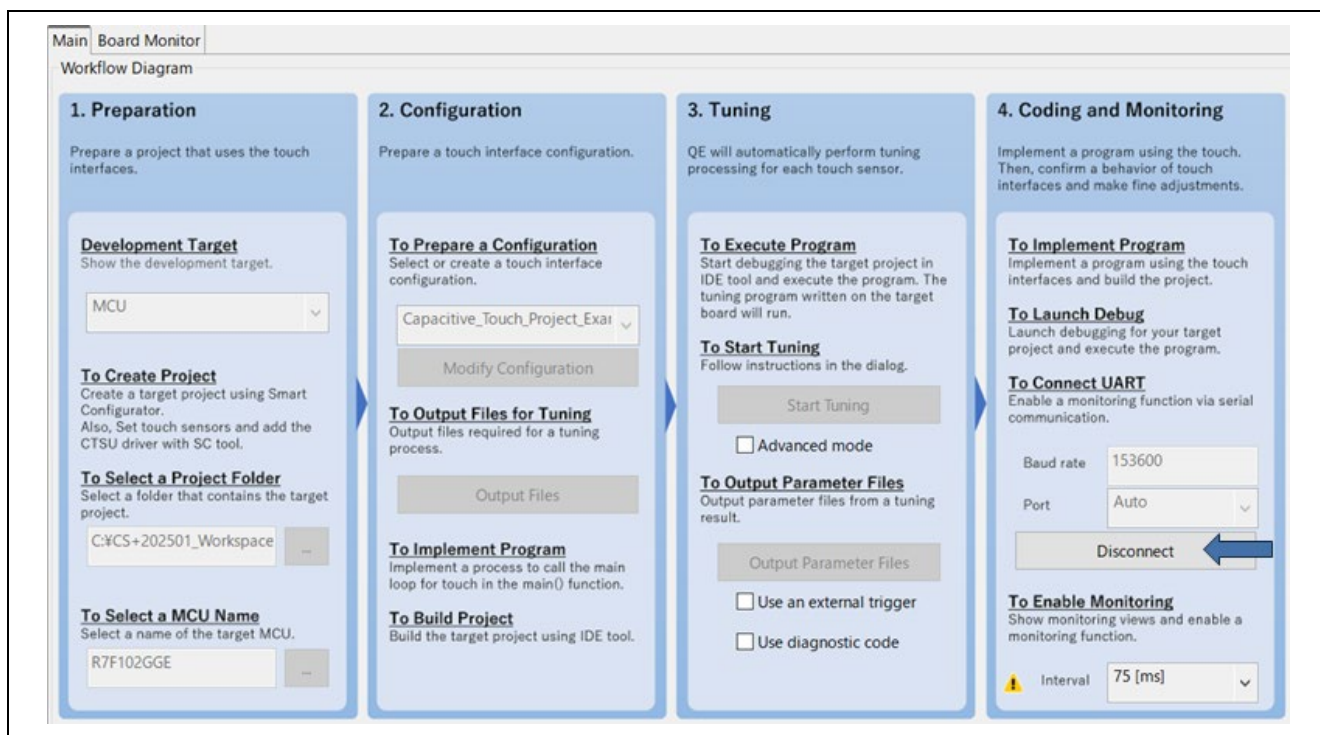 Main
Board Monitor
Workflow Diagram
1. Preparation
Prepare a project that uses the touch
interfaces.
Development Target
Show the development target.
MCU
To Create Project
Create a target project using Smart
Configurator.
Also, Set touch sensors and add the
CTSU driver with SC tool.
To Select a Project Folder
Select a folder that contains the target
project.
C:¥CS+202501_Workspace
...
To Select a MCU Name
Select a name of the target MCU.
R7F102GGE
...
2. Configuration
Prepare a touch interface configuration.
To Prepare a Configuration
Select or create a touch interface
configuration.
Capacitive_Touch_Project_Exar
Modify Configuration
To Output Files for Tuning
Output files required for a tuning
process.
Output Files
To Implement Program
Implement a process to call the main
loop for touch in the main() function.
To Build Project
Build the target project using IDE tool.
3. Tuning
QE will automatically perform tuning
processing for each touch sensor.
To Execute Program
Start debugging the target project in
IDE tool and execute the program. The
tuning program written on the target
board will run.
To Start Tuning
Follow instructions in the dialog.
Start Tuning
Advanced mode
To Output Parameter Files
Output parameter files from a tuning
result.
Output Parameter Files
Use an external trigger
Use diagnostic code
4. Coding and Monitoring
Implement a program using the touch.
Then, confirm a behavior of touch
interfaces and make fine adjustments.
To Implement Program
Implement a program using the touch
interfaces and build the project.
To Launch Debug
Launch debugging for your target
project and execute the program.
To Connect UART
Enable a monitoring function via serial
communication.
Baud rate 153600
Port Auto
Disconnect
To Enable Monitoring
Show monitoring views and enable a
monitoring function.
Interval 75 [ms]